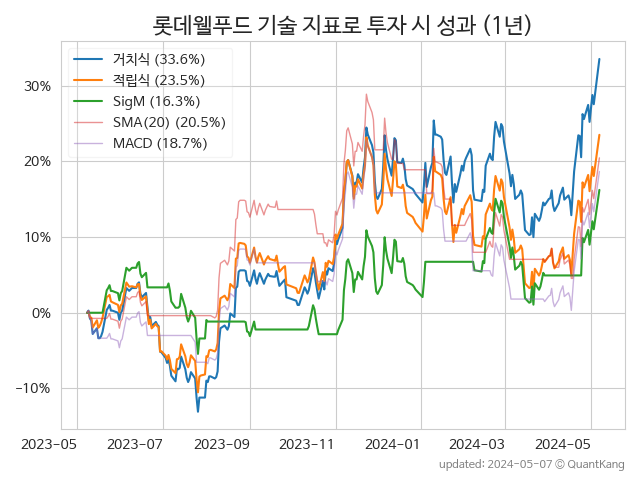 롯데웰푸드 기술 지표로 투자 시 성과 (1년)
거치식 (33.6%)
적립식 (23.5%)
SigM (16.3%)
SMA(20) (20.5%)
MACD (18.7%)
30%
20%
10%
0%
−10%
2023-05 2023-07 2023-09 2023-11 2024-01 2024-03 2024-05
updated: 2024-05-07 © QuantKang